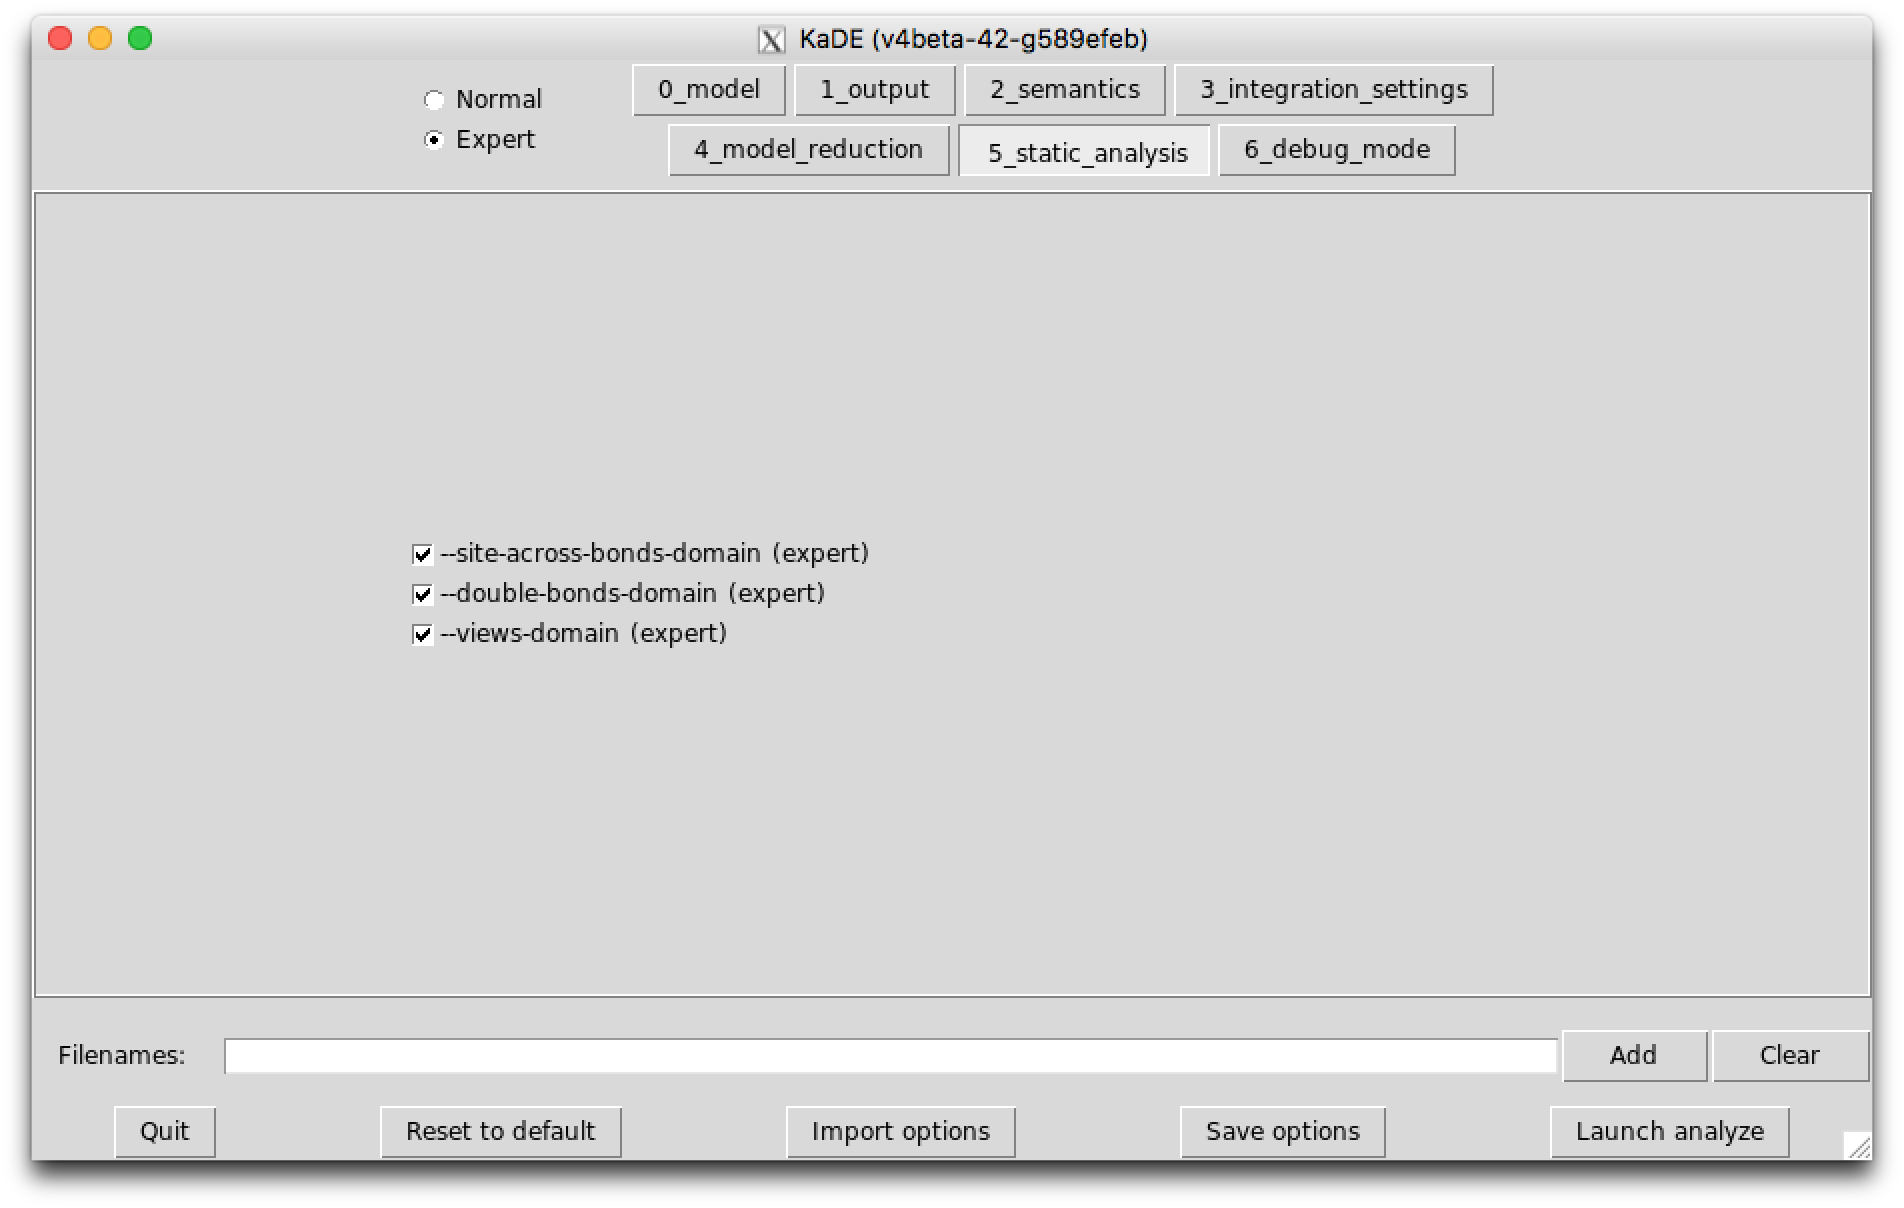 KaDE (v4beta-42-g589efeb)
Normal
Expert
0_model 1_output 2_semantics 3_integration_settings
4_model_reduction 5_static_analysis 6_debug_mode
--site-across-bonds-domain (expert)
--double-bonds-domain (expert)
--views-domain (expert)
Filenames: Add Clear
Quit Reset to default Import options Save options Launch analyze